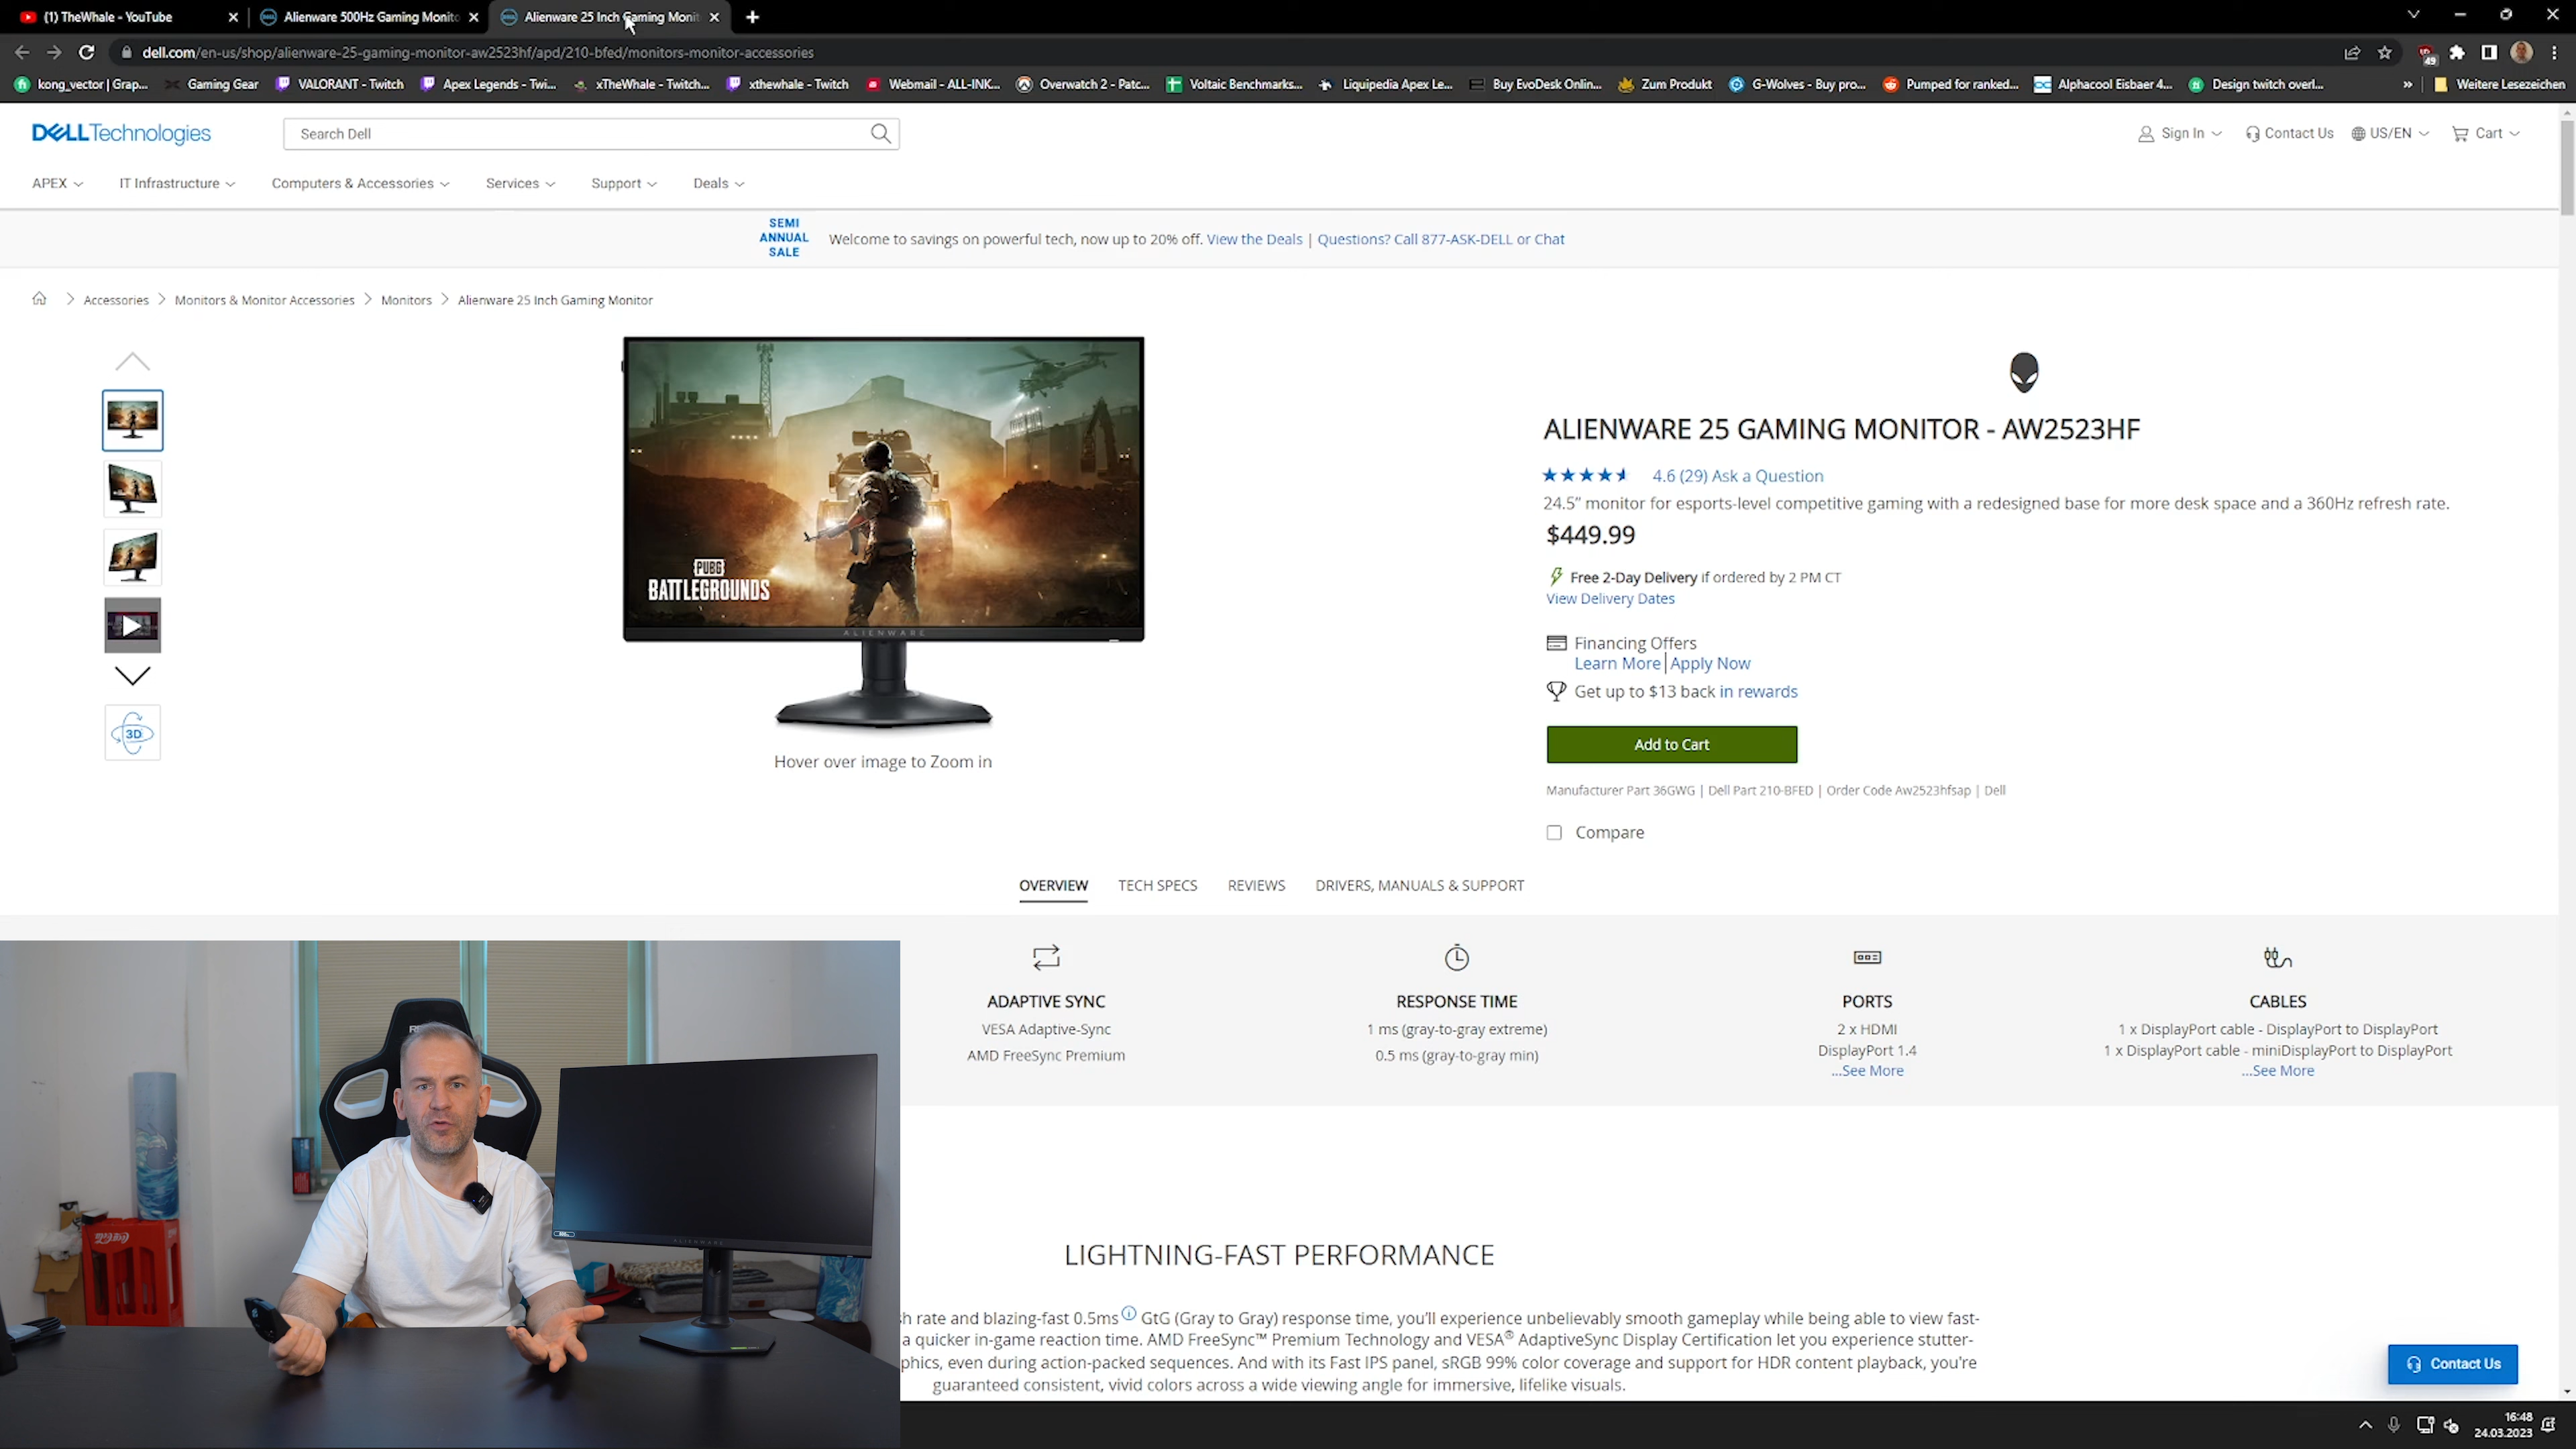 (1) TheWhale - YouTube
Alienware 500Hz Gaming Monito
Alienware 25 Inch Gaming Monit
dell.com/en-us/shop/alienware-25-gaming-monitor-aw2523hf/apd/210-bfed/monitors-monitor-accessories
49
kong_vector | Grap... Gaming Gear VALORANT - Twitch Apex Legends - Twi... xTheWhale - Twitch... xthewhale - Twitch Webmail - ALL-INK... Overwatch 2 - Patc... Voltaic Benchmarks... Liquipedia Apex Le... Buy EvoDesk Onlin... Zum Produkt G-Wolves - Buy pro... Pumped for ranked... Alphacool Eisbaer 4... Design twitch overl... » Weitere Lesezeichen
DELLTechnologies
Search Dell
Sign In Contact Us US/EN Cart
APEX IT Infrastructure Computers & Accessories Services Support Deals
SEMI
ANNUAL
SALE
Welcome to savings on powerful tech, now up to 20% off. View the Deals | Questions? Call 877-ASK-DELL or Chat
Accessories Monitors & Monitor Accessories Monitors Alienware 25 Inch Gaming Monitor
PUBG
BATTLEGROUNDS
ALIENWARE
3D
Hover over image to Zoom in
ALIENWARE 25 GAMING MONITOR - AW2523HF
4.6 (29) Ask a Question
24.5” monitor for esports-level competitive gaming with a redesigned base for more desk space and a 360Hz refresh rate.
$449.99
Free 2-Day Delivery if ordered by 2 PM CT
View Delivery Dates
Financing Offers
Learn More | Apply Now
Get up to $13 back in rewards
Add to Cart
Manufacturer Part 36GWG | Dell Part 210-BFED | Order Code Aw2523hfsap | Dell
Compare
OVERVIEW TECH SPECS REVIEWS DRIVERS, MANUALS & SUPPORT
ADAPTIVE SYNC
VESA Adaptive-Sync
AMD FreeSync Premium
RESPONSE TIME
1 ms (gray-to-gray extreme)
0.5 ms (gray-to-gray min)
PORTS
2 x HDMI
DisplayPort 1.4
...See More
CABLES
1 x DisplayPort cable - DisplayPort to DisplayPort
1 x DisplayPort cable - miniDisplayPort to DisplayPort
...See More
LIGHTNING-FAST PERFORMANCE
h rate and blazing-fast 0.5ms GtG (Gray to Gray) response time, you’ll experience unbelievably smooth gameplay while being able to view fast-
a quicker in-game reaction time. AMD FreeSync™ Premium Technology and VESA® AdaptiveSync Display Certification let you experience stutter-
phics, even during action-packed sequences. And with its Fast IPS panel, sRGB 99% color coverage and support for HDR content playback, you’re
guaranteed consistent, vivid colors across a wide viewing angle for immersive, lifelike visuals.
Contact Us
Coca-Cola
ALIENWARE
16:48
24.03.2023